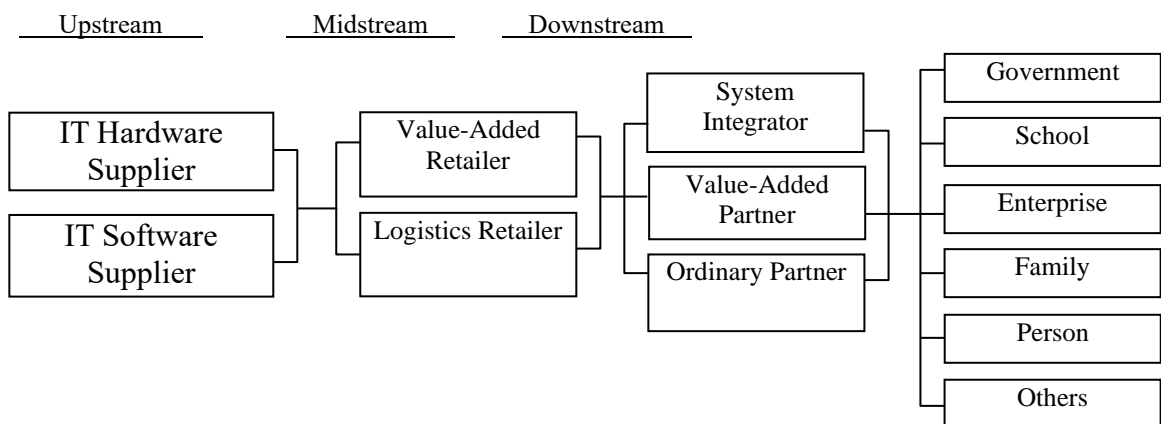 Upstream
Midstream
Downstream
IT Hardware
Supplier
IT Software
Supplier
Value-Added
Retailer
Logistics Retailer
System
Integrator
Value-Added
Partner
Ordinary Partner
Government
School
Enterprise
Family
Person
Others